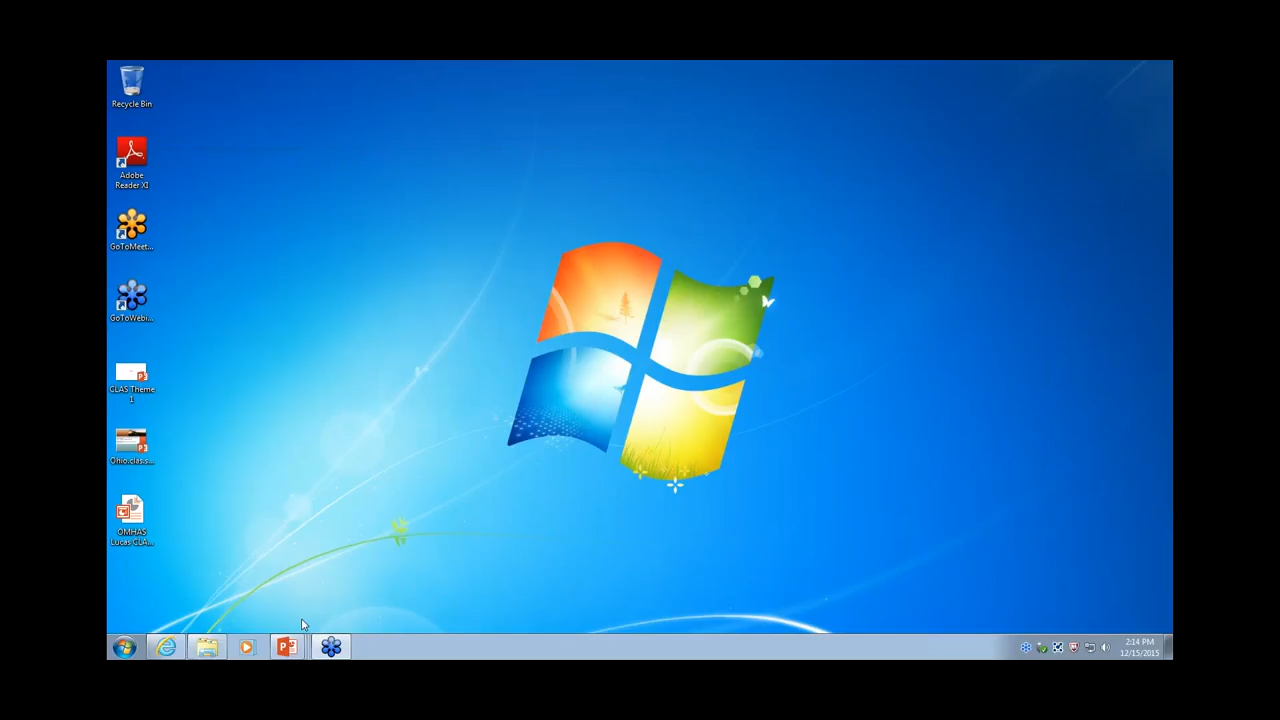 Recycle Bin
Adobe
Reader XI
GoToMeet...
GoToWebi...
CLAS Theme
1
Ohio.clas.s...
OMHAS
Lucas CLA...
2:14 PM
12/15/2015